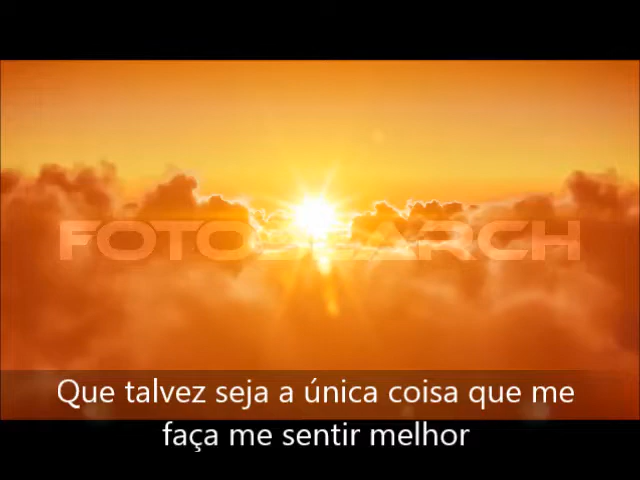 FOTOSEARCH
Que talvez seja a única coisa que me
faça me sentir melhor